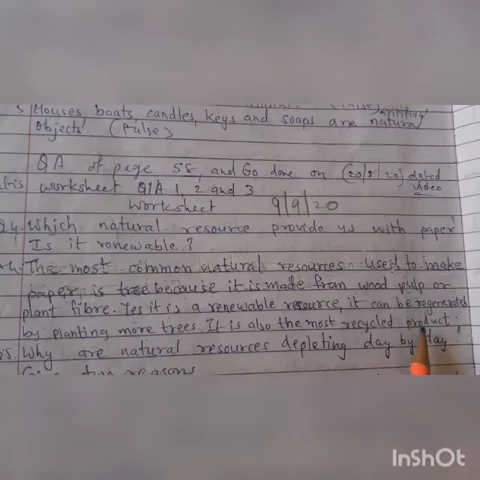 5 Houses, boats, candles, keys and soaps are natural
Objects. (False)
QA of page 58, and 60 done on (20/8/20) dated
video
worksheet Q/A 1, 2 and 3.
Worksheet 9/9/20
Q4. Which natural resource provide us with paper
Is it renewable?
The most common natural resources used to make
paper is tree because it is made from wood pulp or
plant fibre. Yes it is a renewable resource, it can be regenerated
by planting more trees. It is also the most recycled product.
Why are natural resources depleting day by day?
reasons
InShOt